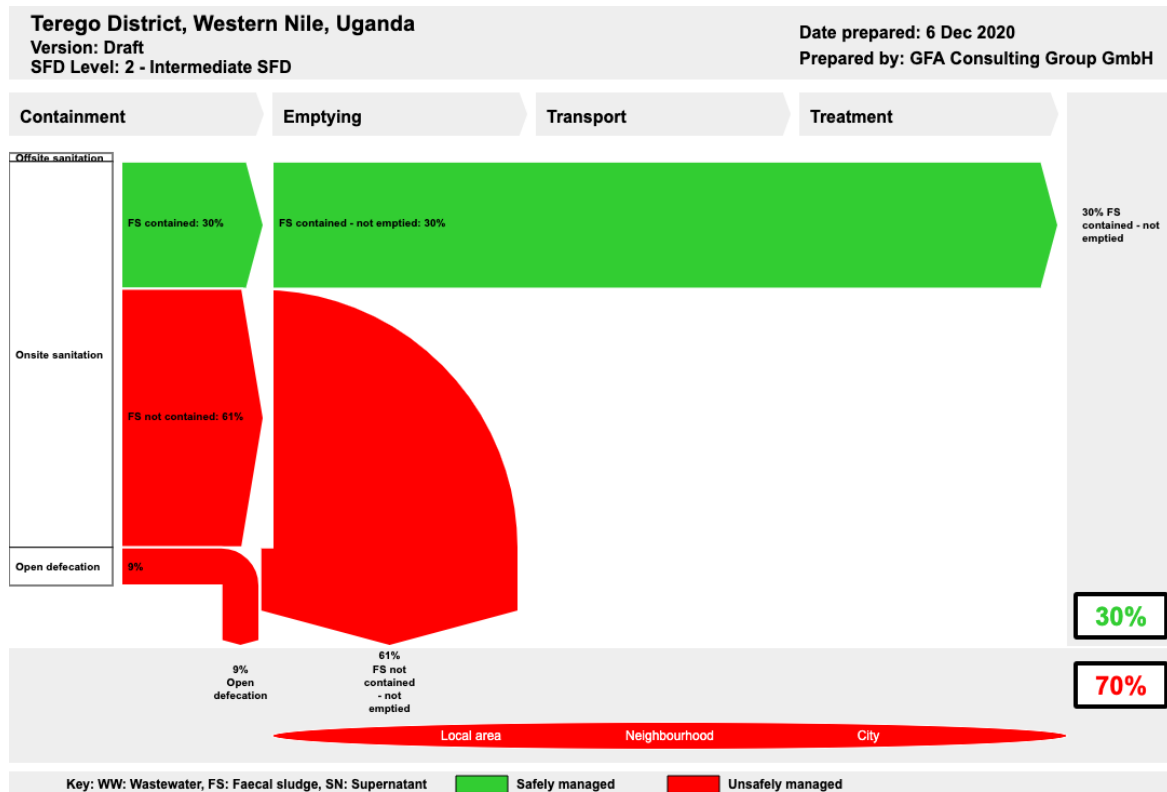 Terego District, Western Nile, Uganda
Version: Draft
SFD Level: 2 - Intermediate SFD
Date prepared: 6 Dec 2020
Prepared by: GFA Consulting Group GmbH
Containment
Emptying
Transport
Treatment
Offsite sanitation
FS contained: 30%
FS contained - not emptied: 30%
30% FS
contained - not
emptied
Onsite sanitation
FS not contained: 61%
Open defecation
9%
30%
9%
Open
defecation
61%
FS not
contained
- not
emptied
70%
Local area
Neighbourhood
City
Key: WW: Wastewater, FS: Faecal sludge, SN: Supernatant
Safely managed
Unsafely managed